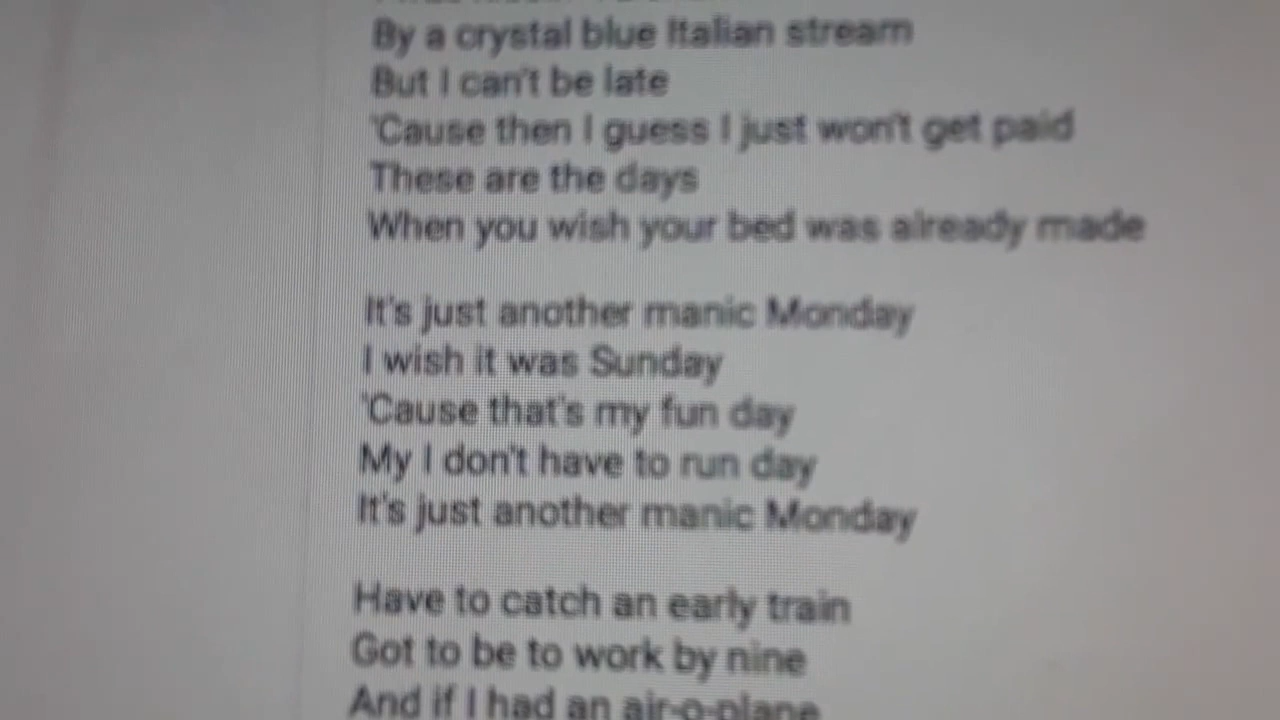 By a crystal blue Italian stream
But I can't be late
'Cause then I guess I just won't get paid
These are the days
When you wish your bed was already made
It's just another manic Monday
I wish it was Sunday
'Cause that's my fun day
My I don't have to run day
It's just another manic Monday
Have to catch an early train
Got to be to work by nine
And if I had an air-o-plane